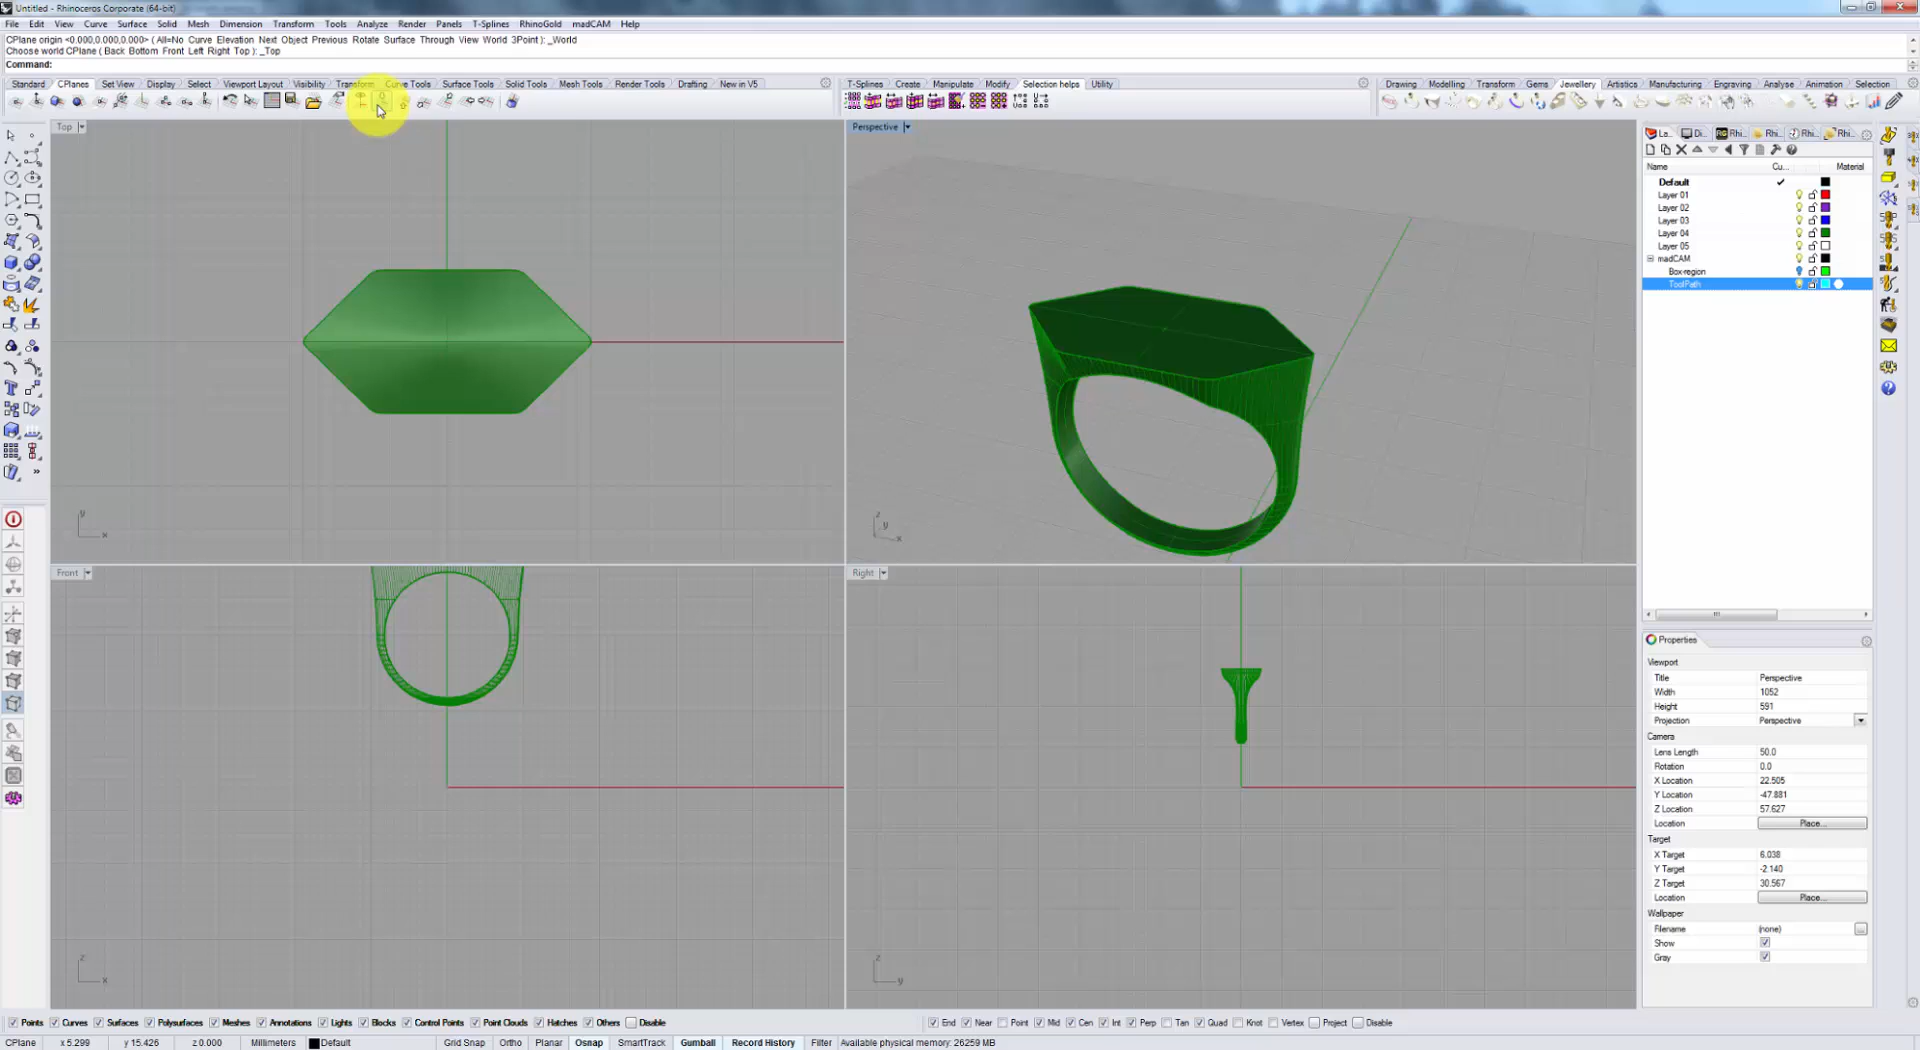 Untitled - Rhinoceros Corporate (64-bit)
File Edit View Curve Surface Solid Mesh Dimension Transform Tools Analyze Render Panels T-Splines RhinoGold madCAM Help
CPlane origin <0.000,0.000,0.000> ( All=No Curve Elevation Next Object Previous Rotate Surface Through View World 3Point ): _World
Choose world CPlane ( Back Bottom Front Left Right Top ): _Top
Command:
Standard CPlanes Set View Display Select Viewport Layout Visibility Transform Curve Tools Surface Tools Solid Tools Mesh Tools Render Tools Drafting New in V5
T-Splines Create Manipulate Modify Selection helps Utility
Drawing Modelling Transform Gems Jewellery Artistics Manufacturing Engraving Analyse Animation Selection
Top
Perspective
La... Di... Rhi... Rhi... Rhi... Rhi...
Name Cu... Material
Default
Layer 01
Layer 02
Layer 03
Layer 04
Layer 05
madCAM
Box-region
ToolPath
y
x
z
y
x
Front
Right
z
x
z
y
Properties
Viewport
Title Perspective
Width 1052
Height 591
Projection Perspective
Camera
Lens Length 50.0
Rotation 0.0
X Location 22.505
Y Location -47.881
Z Location 57.627
Location Place...
Target
X Target 6.038
Y Target -2.140
Z Target 30.567
Location Place...
Wallpaper
Filename (none) ...
Show
Gray
Points Curves Surfaces Polysurfaces Meshes Annotations Lights Blocks Control Points Point Clouds Hatches Others Disable
End Near Point Mid Cen Int Perp Tan Quad Knot Vertex Project Disable
CPlane x 5.299 y 15.426 z 0.000 Millimeters Default Grid Snap Ortho Planar Osnap SmartTrack Gumball Record History Filter Available physical memory: 26259 MB